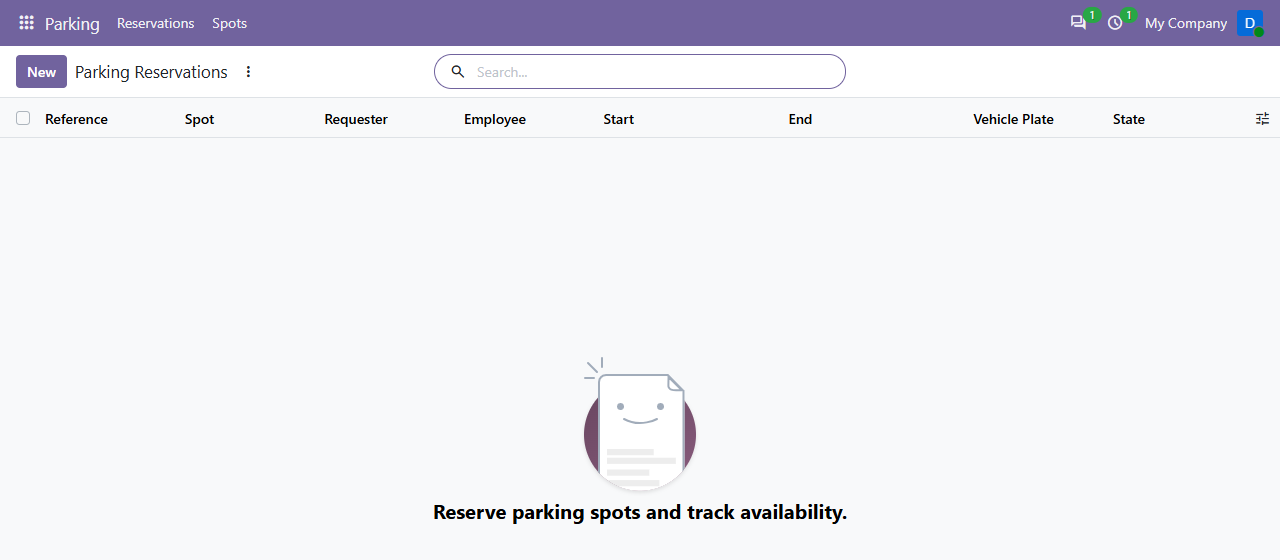 Parking Reservations Spots 1 1 My Company D
New Parking Reservations Search...
Reference Spot Requester Employee Start End Vehicle Plate State
Reserve parking spots and track availability.